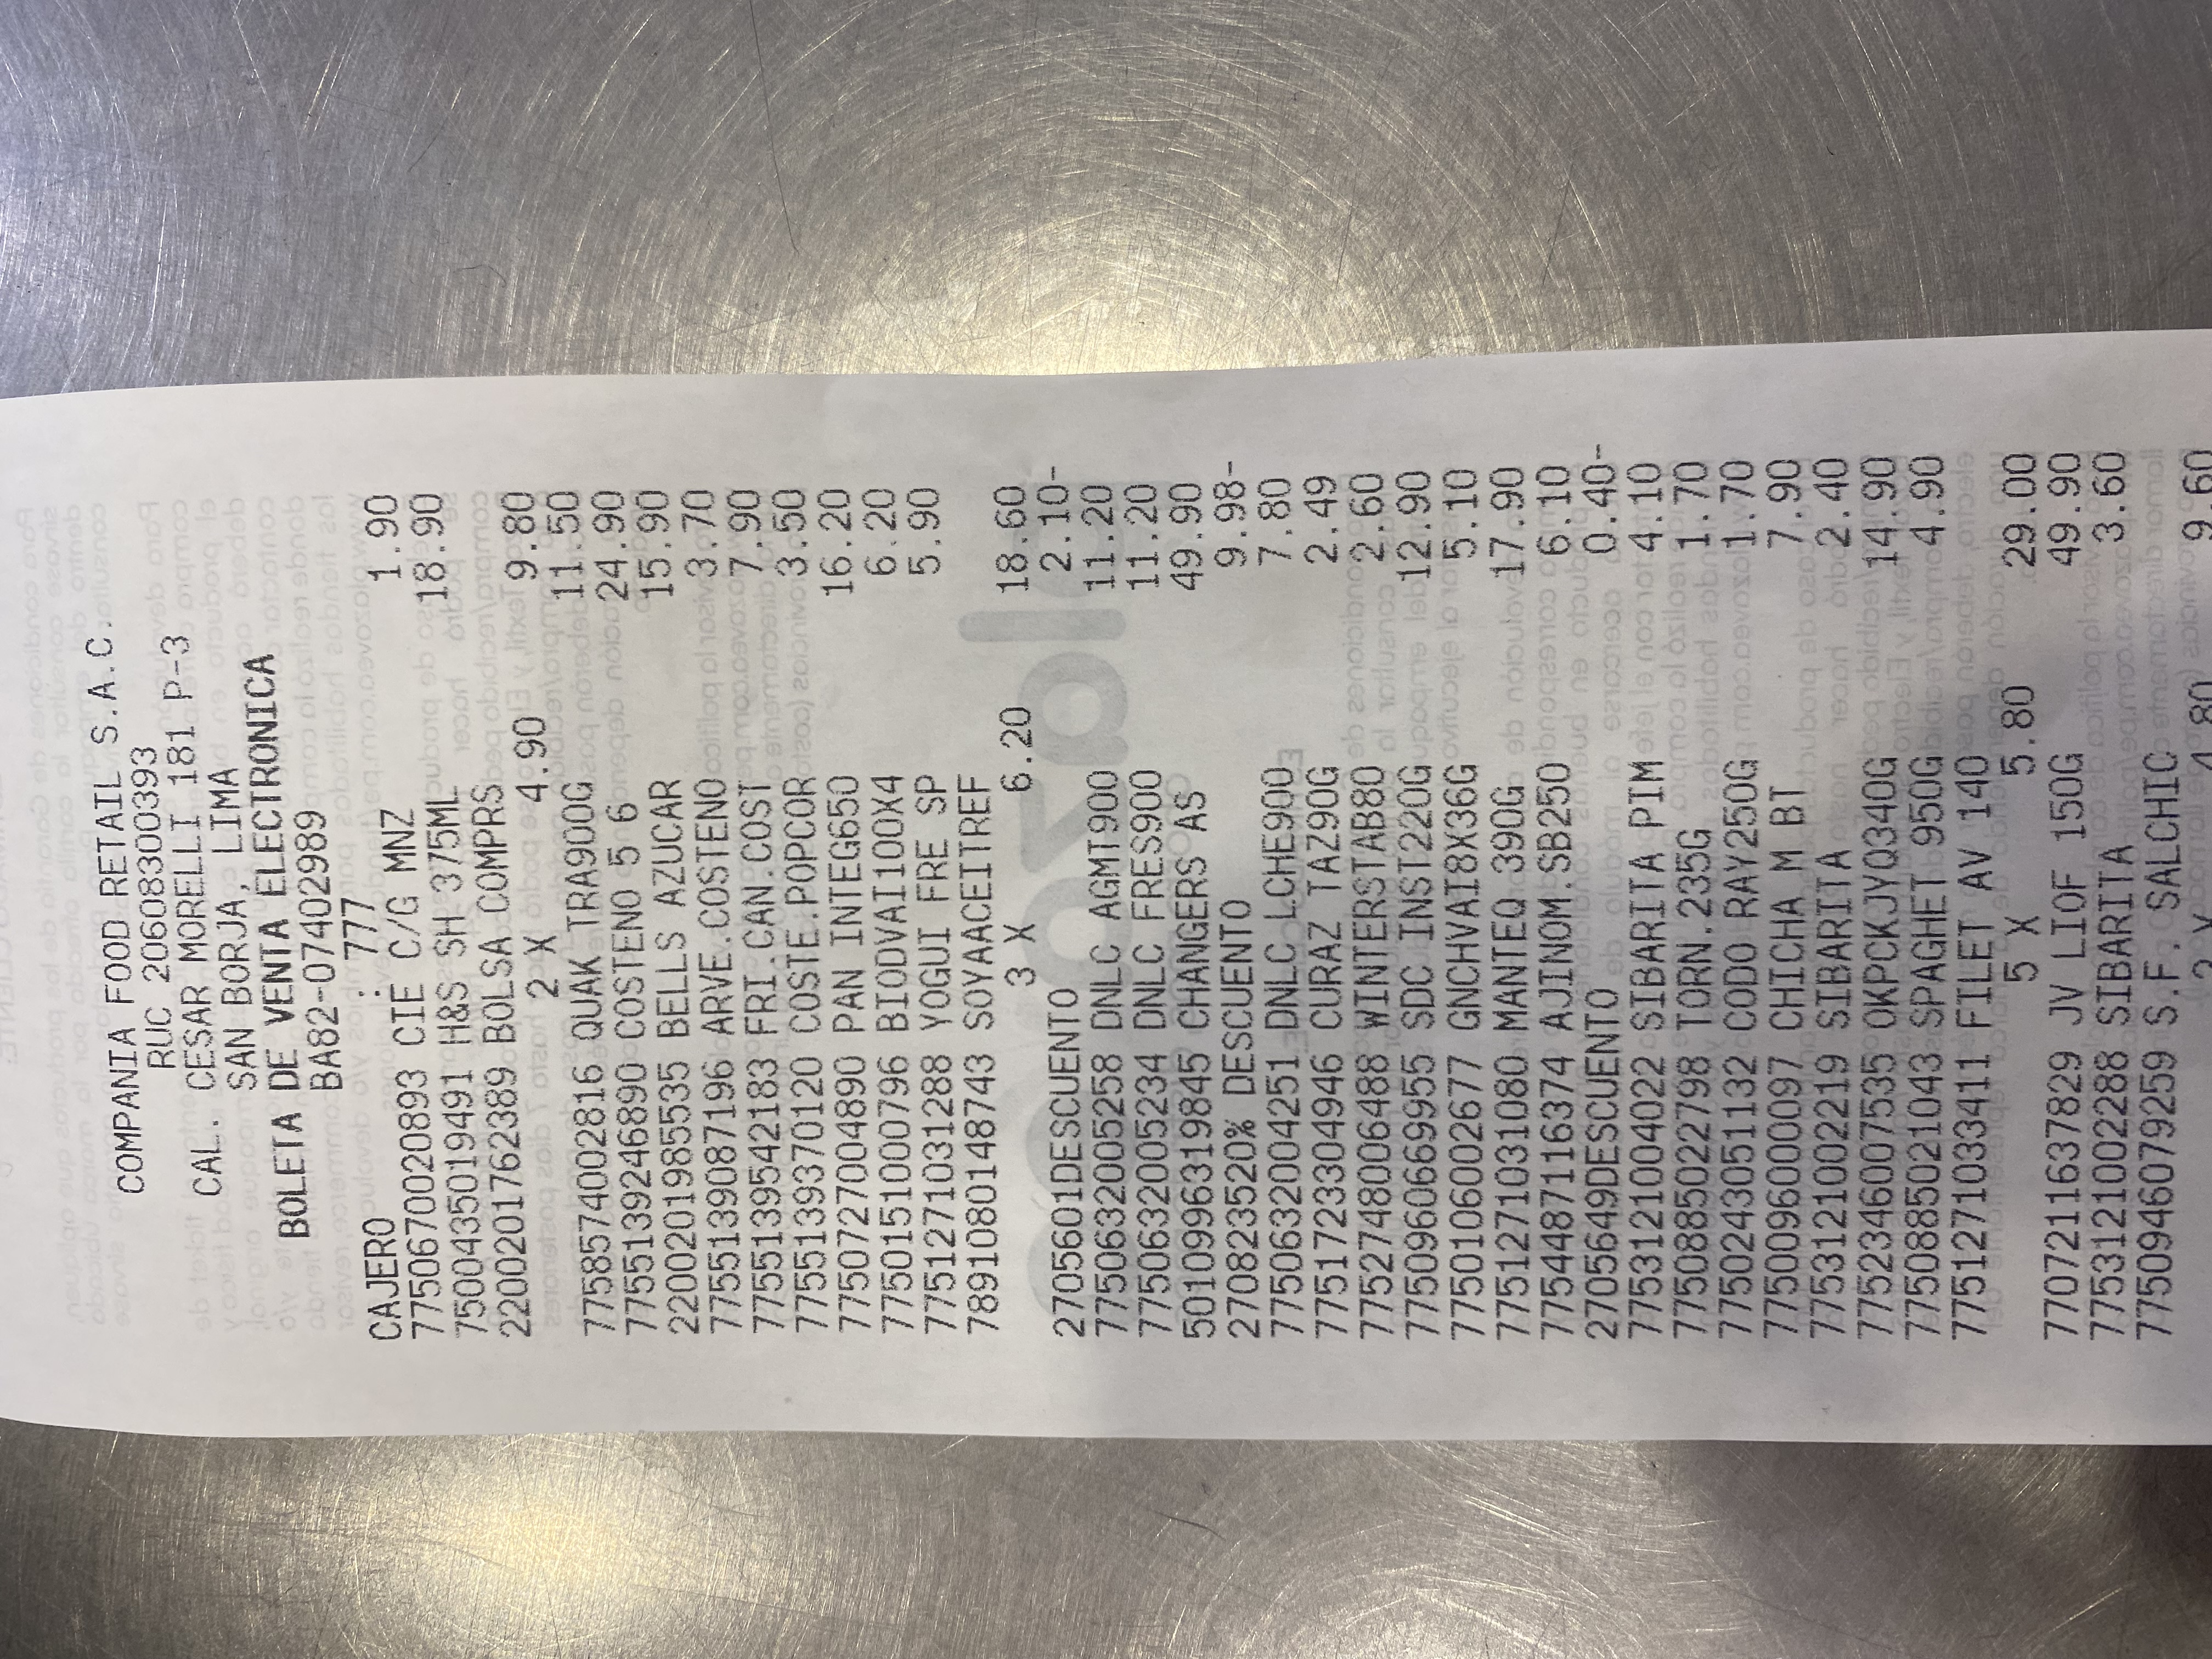 COMPANIA FOOD RETAIL S.A.C.
RUC 20608300393
CAL. CESAR MORELLI 181 P-3
SAN BORJA, LIMA
BOLETA DE VENTA ELECTRONICA
BA82-07402989
CAJERO : 777
7750670020893 CIE C/G MNZ 1.90
7500435019491 H&S SH 375ML 18.90
2200201762389 BOLSA COMPRS
2 X 4.90 9.80
7758574002816 QUAK TRA900G 11.50
7755139246890 COSTENO 5 6 24.90
2200201985535 BELLS AZUCAR 15.90
7755139087196 ARVE.COSTENO 3.70
7755139542183 FRI.CAN.COST 7.90
7755139370120 COSTE.POPCOR 3.50
7750727004890 PAN INTEG650 16.20
7750151000796 BIODVAI100X4 6.20
7751271031288 YOGUI FRE SP 5.90
7891080148743 SOYAACEITREF
3 X 6.20 18.60
2705601DESCUENTO 2.10-
7750632005258 DNLC AGMT900 11.20
7750632005234 DNLC FRES900 11.20
5010996319845 CHANGERS AS 49.90
270823520% DESCUENTO 9.98-
7750632004251 DNLC LCHE900 7.80
7751723304946 CURAZ TAZ90G 2.49
7752748006488 WINTERSTAB80 2.60
7750960669955 SDC INST220G 12.90
7750106002677 GNCHVAI8X36G 5.10
7751271031080 MANTEQ 390G 17.90
7754487116374 AJINOM.SB250 6.10
2705649DESCUENTO 0.40-
7753121004022 SIBARITA PIM 4.10
7750885022798 TORN.235G 1.70
7750243051132 CODO RAY250G 1.70
7750096000097 CHICHA M BT 7.90
7753121002219 SIBARITA 2.40
7752346007535 OKPCKJYQ340G 14.90
7750885021043 SPAGHET 950G 4.90
7751271033411 FILET AV 140
5 X 5.80 29.00
7707211637829 JV LIOF 150G 49.90
7753121002288 SIBARITA 3.60
7750946079259 S.F. SALCHIC
2 X 4.80 9.60